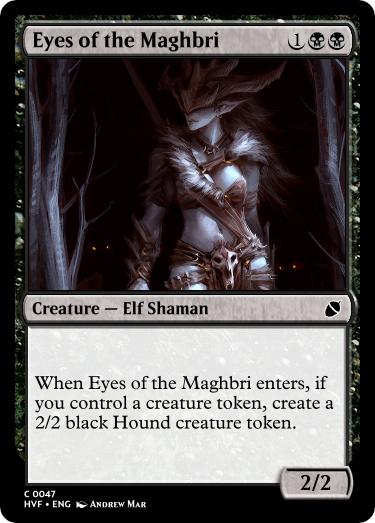 Eyes of the Maghbri 1
Creature — Elf Shaman
When Eyes of the Maghbri enters, if
you control a creature token, create a
2/2 black Hound creature token.
2/2
C 0047
HVF • ENG Andrew Mar